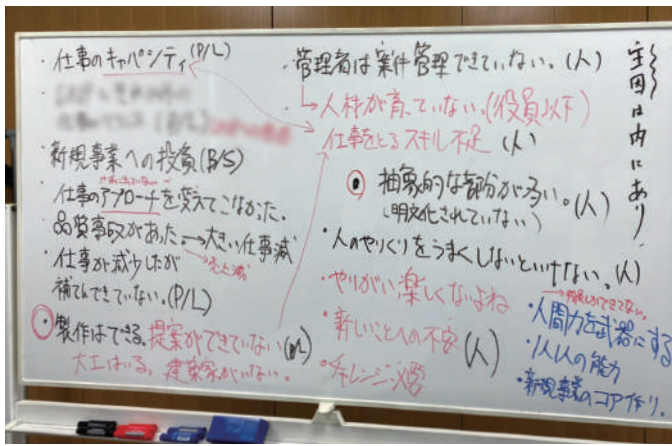 ・仕事のキャパシティ(P/L)
・新規事業への投資(B/S)
・仕事のアプローチを変えてこなかった。
・品質事故があった。→大きい仕事減
→売上減
・仕事が減少したが
補てんできていない。(P/L)
・製作はできる。提案ができていない
大工はいる。建築家がいない。
・管理者は案件管理できていない。(人)
→人材が育っていない。(役員以下)
仕事をとるスキル不足(人)
・抽象的な部分が多い。(人)
(明文化されていない)
・人のやりくりをうまくしないといけない。(人)
・やりがい楽しくないよね
・新しいことへの不安(人)
・チャレンジ
主因は内にあり
・人間力を武器にする
・1人1人の能力
・新規事業のコア作り。